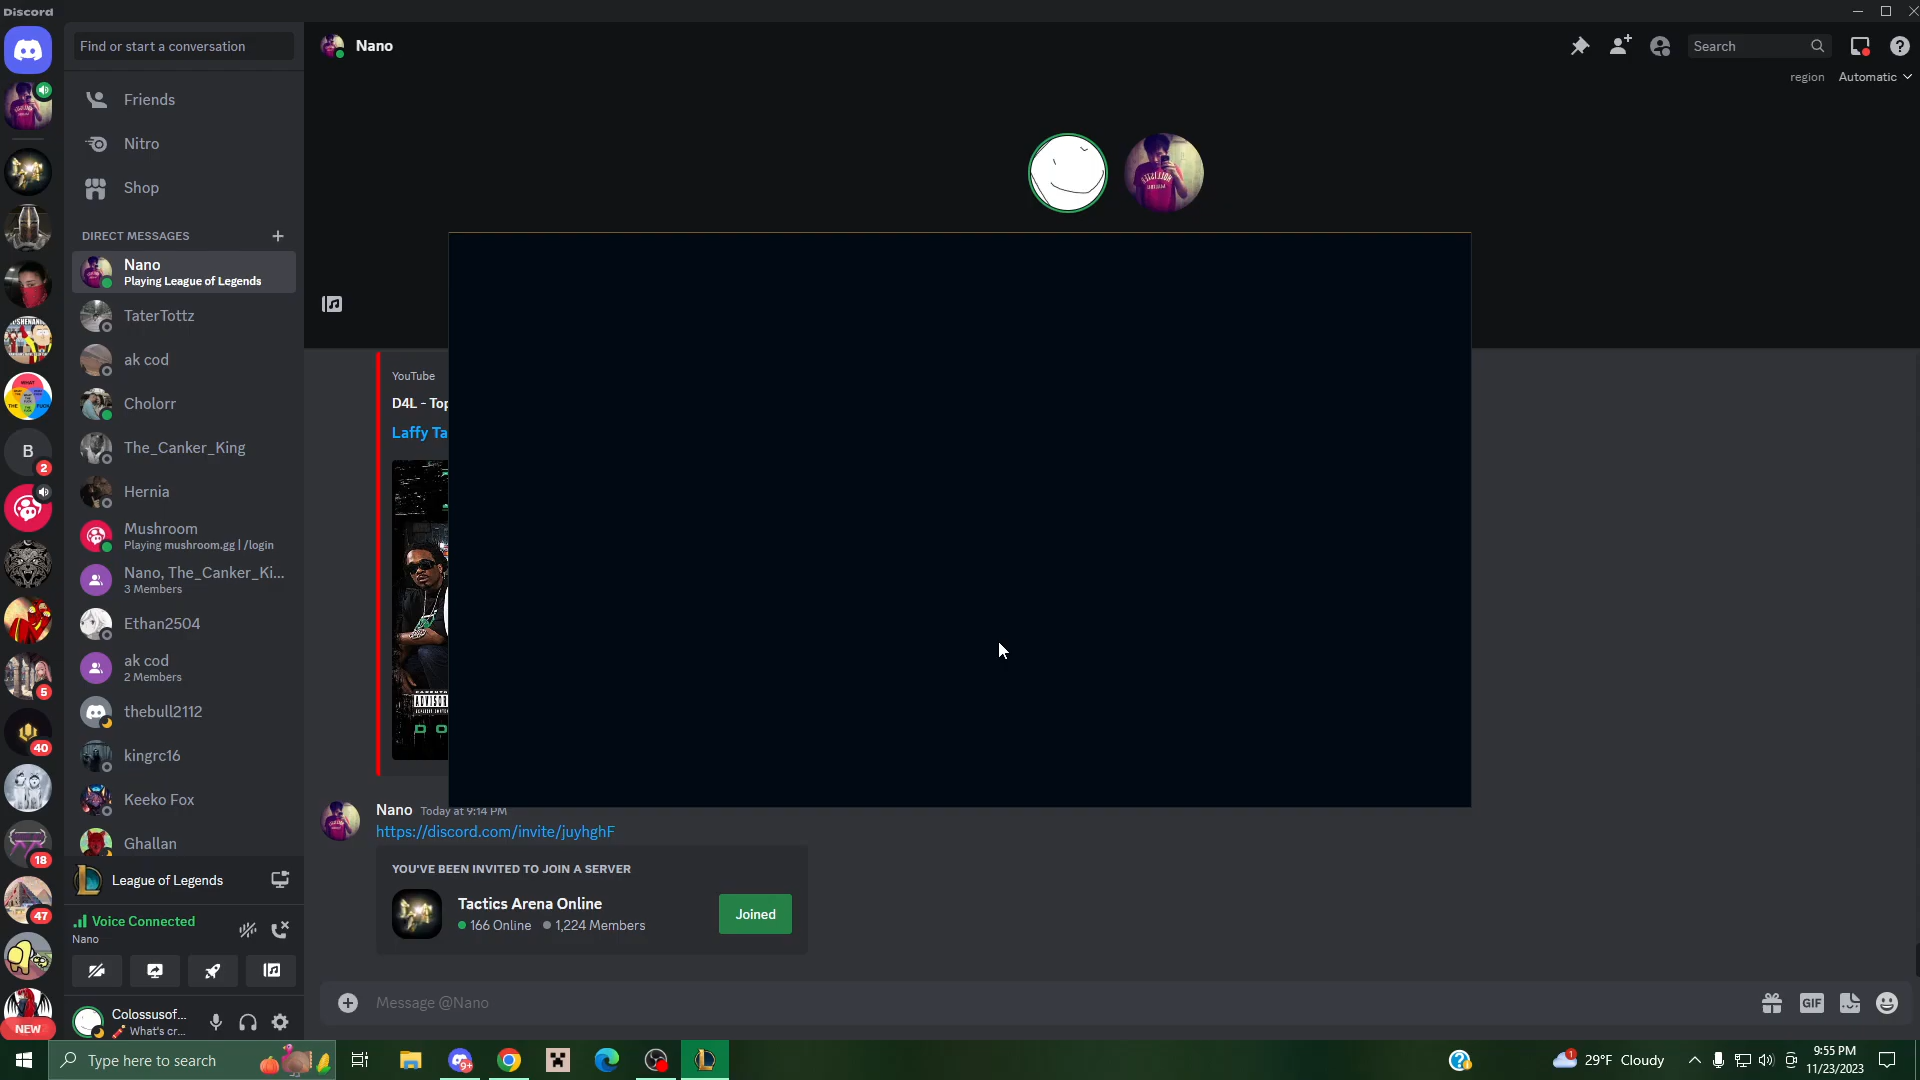 Discord
Find or start a conversation
Nano
Search
region Automatic
Friends
Nitro
Shop
DIRECT MESSAGES
Nano
Playing League of Legends
TaterTottz
ak cod
Cholorr
The_Canker_King
Hernia
Mushroom
Playing mushroom.gg | /login
Nano, The_Canker_Ki...
3 Members
Ethan2504
ak cod
2 Members
thebull2112
kingrc16
Keeko Fox
Ghallan
B
2
5
40
18
47
NEW
League of Legends
Voice Connected
Nano
Colossusof...
What's cr...
YouTube
D4L - Top
Laffy Ta
Nano Today at 9:14 PM
https://discord.com/invite/juyhghF
YOU'VE BEEN INVITED TO JOIN A SERVER
Tactics Arena Online
166 Online 1,224 Members
Joined
Message @Nano
GIF
Type here to search
9+
1
29°F Cloudy
9:55 PM
11/23/2023